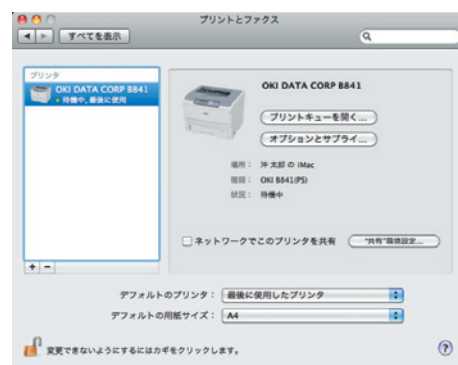 プリントとファクス
すべてを表示
プリンタ
OKI DATA CORP B841
待機中、最後に使用
OKI DATA CORP B841
プリントキューを開く...
オプションとサプライ...
場所： 沖 太郎 の iMac
種類： OKI B841(PS)
状況： 待機中
ネットワークでこのプリンタを共有
"共有"環境設定...
+ −
デフォルトのプリンタ： 最後に使用したプリンタ
デフォルトの用紙サイズ： A4
変更できないようにするにはカギをクリックします。
?